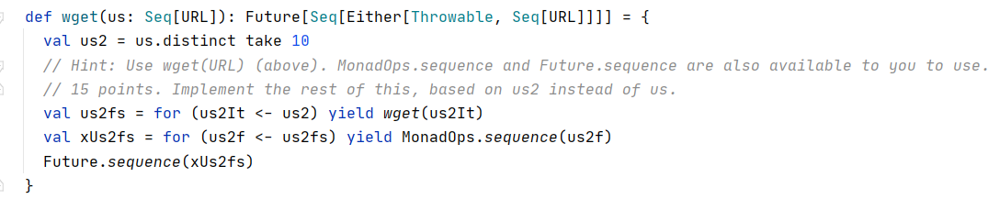 def wget(us: Seq[URL]): Future[Seq[Either[Throwable, Seq[URL]]]] = {
  val us2 = us.distinct take 10
  // Hint: Use wget(URL) (above). MonadOps.sequence and Future.sequence are also available to you to use.
  // 15 points. Implement the rest of this, based on us2 instead of us.
  val us2fs = for (us2It <- us2) yield wget(us2It)
  val xUs2fs = for (us2f <- us2fs) yield MonadOps.sequence(us2f)
  Future.sequence(xUs2fs)
}